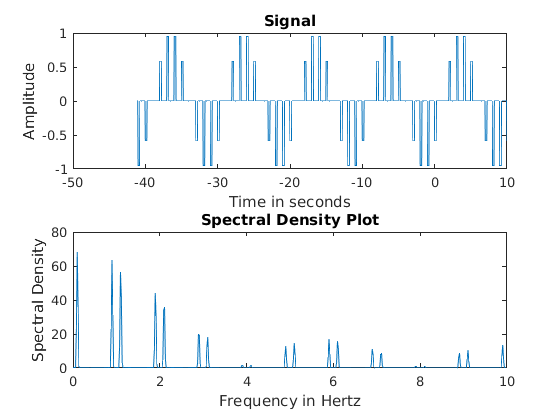 Signal
Amplitude
1
0.5
0
-0.5
-1
-50 -40 -30 -20 -10 0 10
Time in seconds
Spectral Density Plot
Spectral Density
80
60
40
20
0
0 2 4 6 8 10
Frequency in Hertz